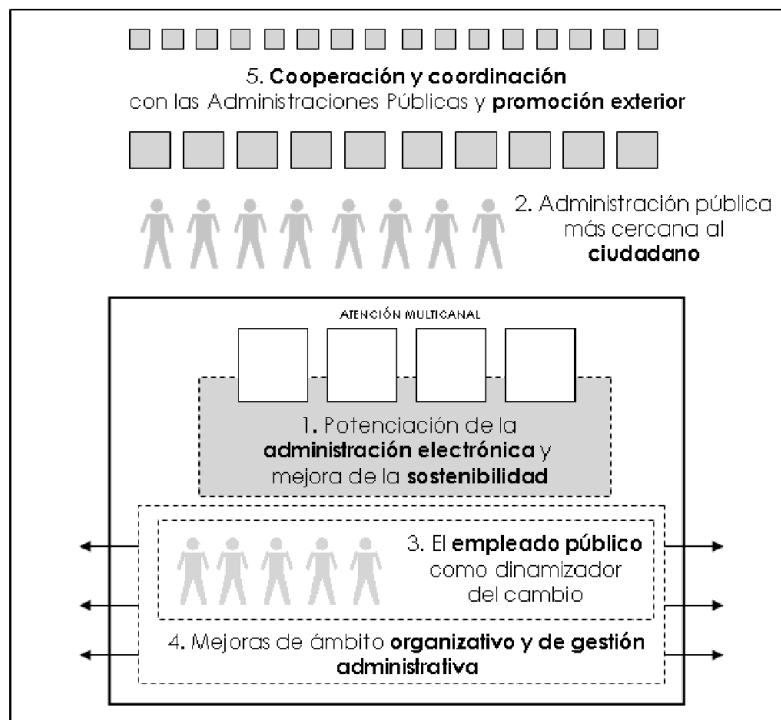 5. Cooperación y coordinación
con las Administraciones Públicas y promoción exterior
2. Administración pública
más cercana al
ciudadano
ATENCIÓN MULTICANAL
1. Potenciación de la
administración electrónica y
mejora de la sostenibilidad
3. El empleado público
como dinamizador
del cambio
4. Mejoras de ámbito organizativo y de gestión
administrativa